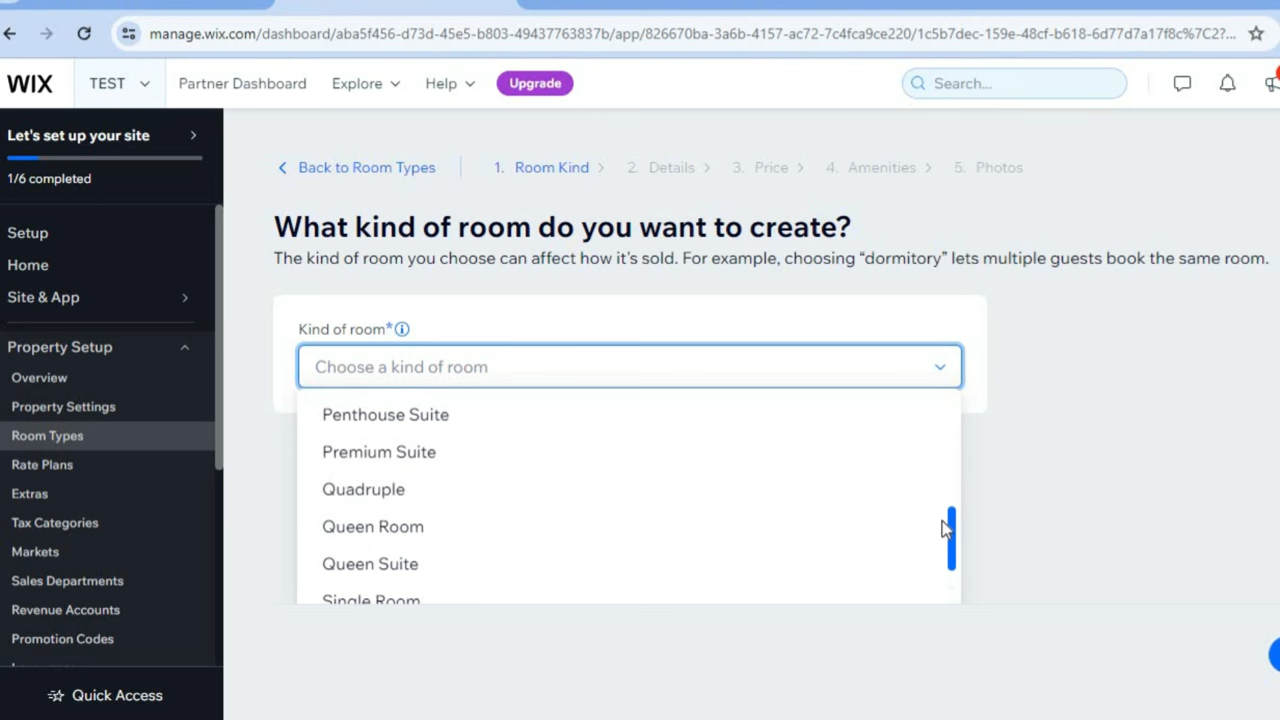 manage.wix.com/dashboard/aba5f456-d73d-45e5-b803-49437763837b/app/826670ba-3a6b-4157-ac72-7c4fca9ce220/1c5b7dec-159e-48cf-b618-6d77d7a17f8c%7C2?...
WIX
TEST
Partner Dashboard
Explore
Help
Upgrade
Search...
Let's set up your site
1/6 completed
Setup
Home
Site & App
Property Setup
Overview
Property Settings
Room Types
Rate Plans
Extras
Tax Categories
Markets
Sales Departments
Revenue Accounts
Promotion Codes
Quick Access
Back to Room Types
1. Room Kind
2. Details
3. Price
4. Amenities
5. Photos
What kind of room do you want to create?
The kind of room you choose can affect how it's sold. For example, choosing “dormitory” lets multiple guests book the same room.
Kind of room*
Choose a kind of room
Penthouse Suite
Premium Suite
Quadruple
Queen Room
Queen Suite
Single Room